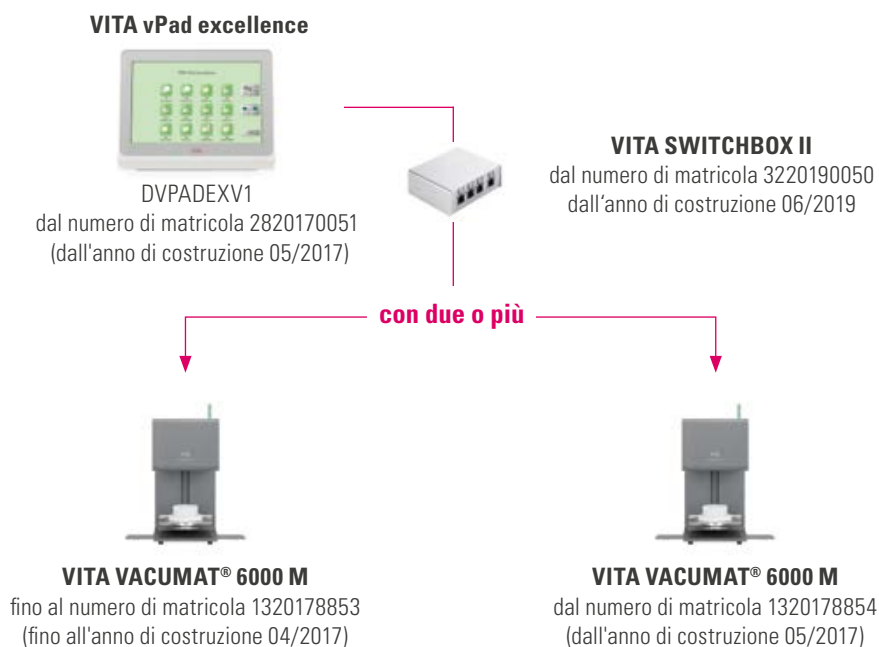 VITA vPad excellence
DVPADEXV1
dal numero di matricola 2820170051
(dall'anno di costruzione 05/2017)
VITA SWITCHBOX II
dal numero di matricola 3220190050
dall‘anno di costruzione 06/2019
con due o più
VITA VACUMAT® 6000 M
fino al numero di matricola 1320178853
(fino all'anno di costruzione 04/2017)
VITA VACUMAT® 6000 M
dal numero di matricola 1320178854
(dall'anno di costruzione 05/2017)